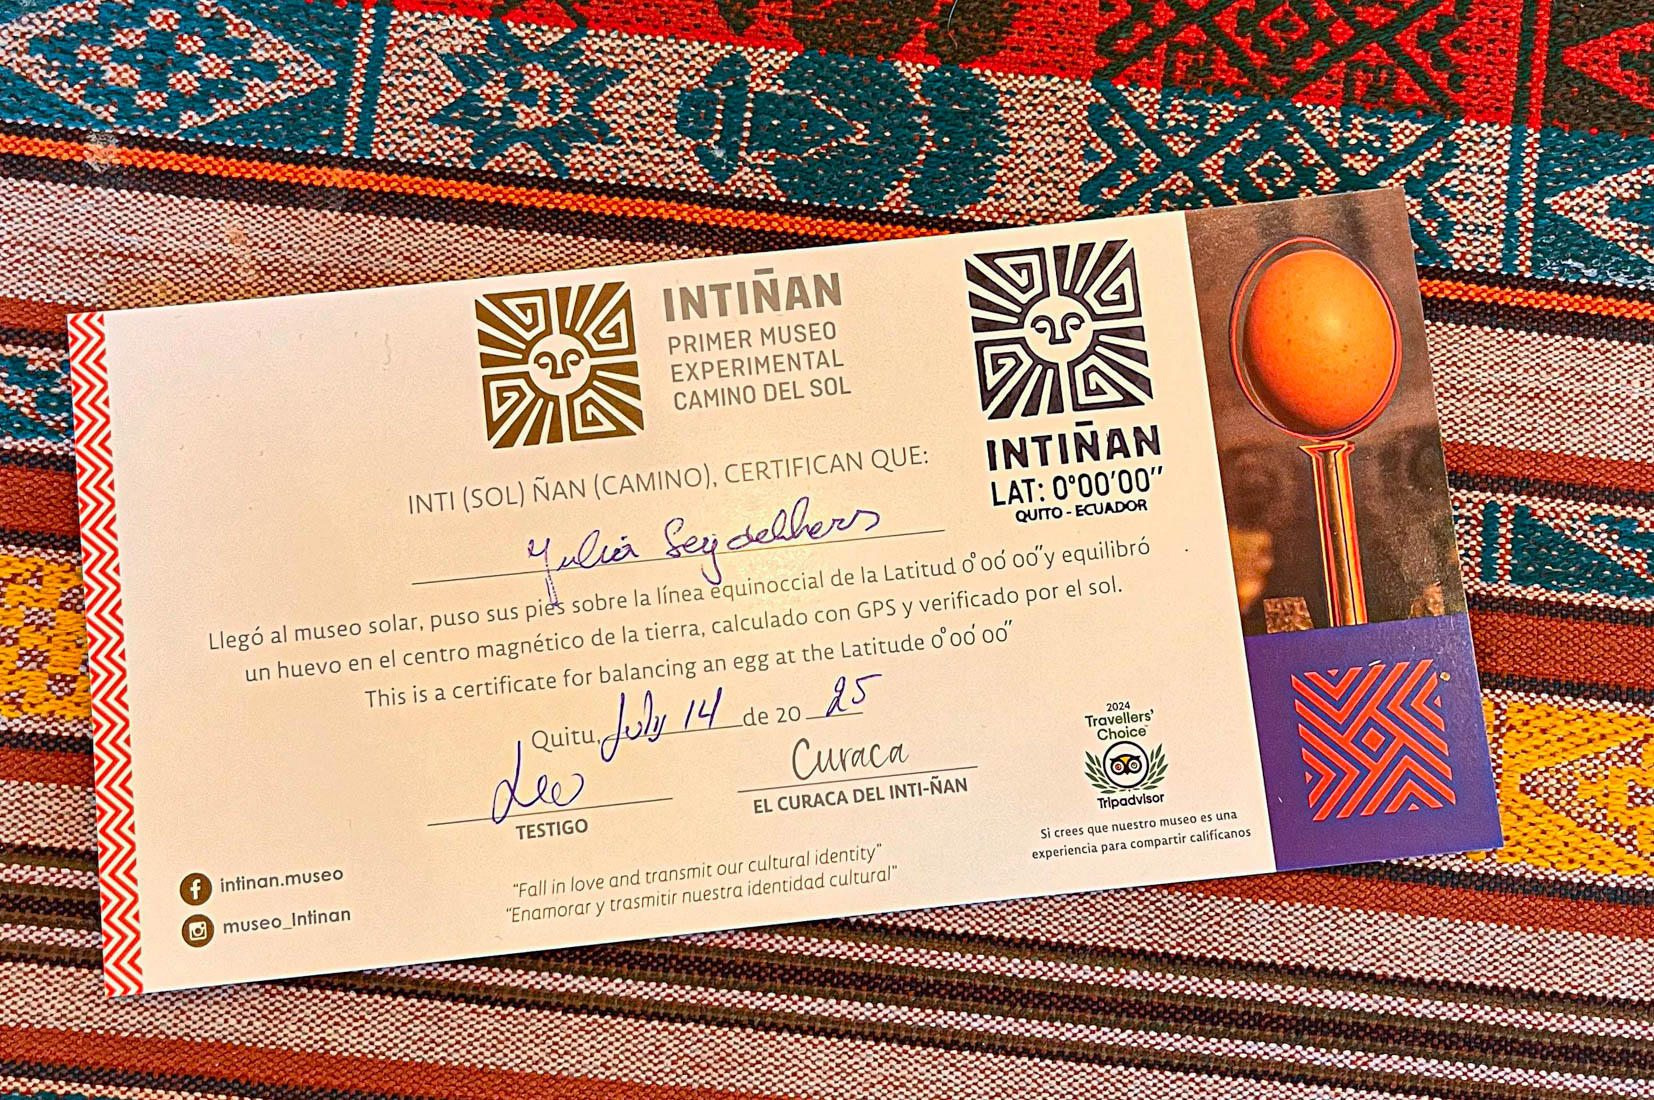 INTIÑAN
PRIMER MUSEO
EXPERIMENTAL
CAMINO DEL SOL
INTIÑAN
LAT: 0°00'00"
QUITO - ECUADOR
INTI (SOL) ÑAN (CAMINO), CERTIFICAN QUE:
Yulia Seydelhers
Llegó al museo solar, puso sus pies sobre la línea equinoccial de la Latitud 0°00'00" y equilibró
un huevo en el centro magnético de la tierra, calculado con GPS y verificado por el sol.
This is a certificate for balancing an egg at the Latitude 0°00'00"
Quitu, July 14 de 20 25
Leo
TESTIGO
Curaca
EL CURACA DEL INTI-ÑAN
2024
Travellers'
Choice
Tripadvisor
Si crees que nuestro museo es una
experiencia para compartir califícanos
intinan.museo
museo_Intinan
"Fall in love and transmit our cultural identity"
"Enamorar y trasmitir nuestra identidad cultural"